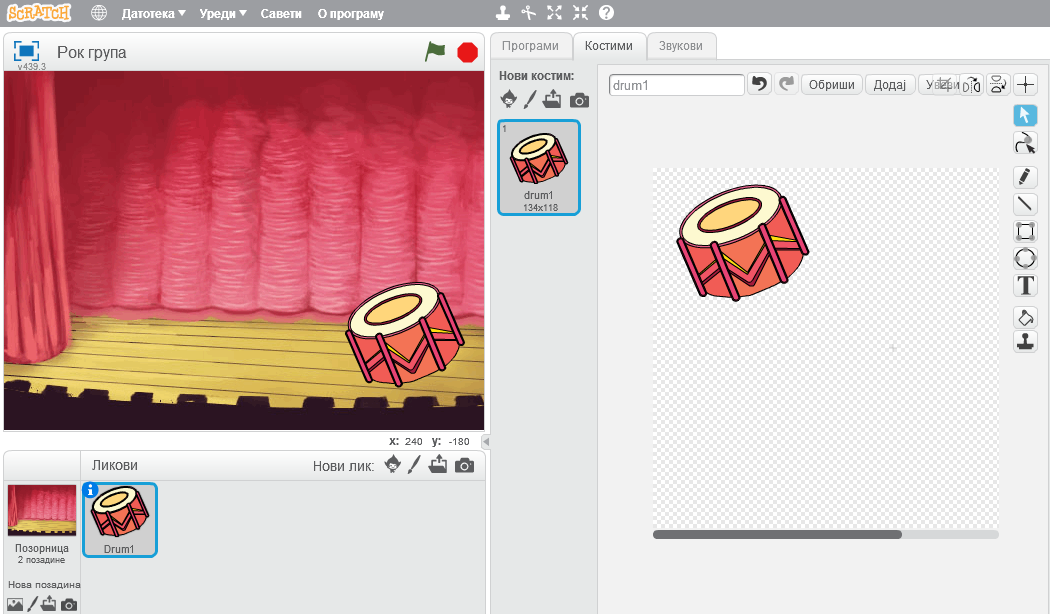 SCRATCH
Датотека Уреди Савети О програму
Рок група
v439.3
x: 240 y: -180
Ликови
Нови лик:
Позорница
2 позадине
Нова позадина
Drum1
Програми Костими Звукови
Нови костим:
1
drum1
134x118
drum1
Обриши Додај
T